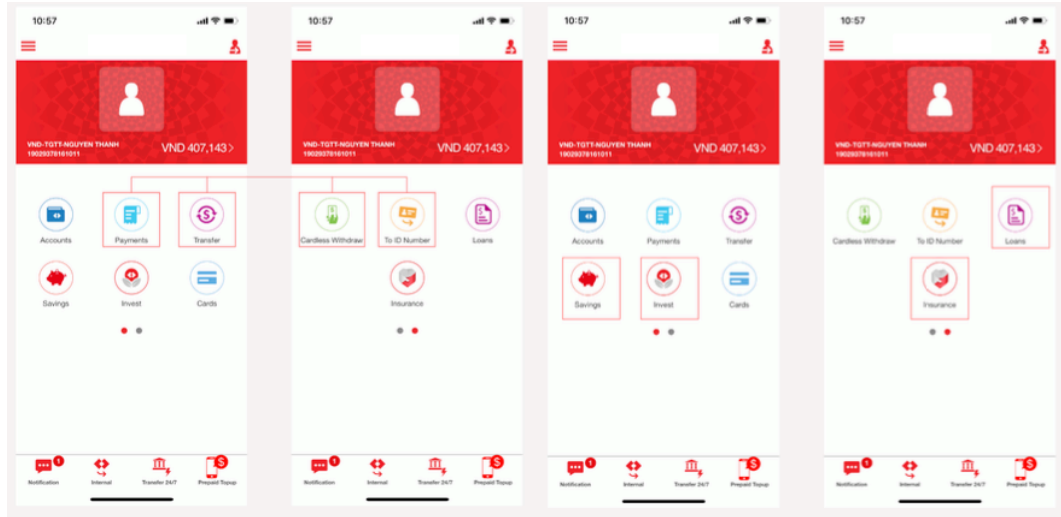 10:57
VND-TGTT-NGUYEN THANH
19029378161011
VND 407,143>
Accounts
Payments
Transfer
Savings
Invest
Cards
1
Notification
Internal
Transfer 24/7
Prepaid Topup
10:57
VND-TGTT-NGUYEN THANH
19029378161011
VND 407,143>
Cardless Withdraw
To ID Number
Loans
Insurance
1
Notification
Internal
Transfer 24/7
Prepaid Topup
10:57
VND-TGTT-NGUYEN THANH
19029378161011
VND 407,143>
Accounts
Payments
Transfer
Savings
Invest
Cards
1
Notification
Internal
Transfer 24/7
Prepaid Topup
10:57
VND-TGTT-NGUYEN THANH
19029378161011
VND 407,143>
Cardless Withdraw
To ID Number
Loans
Insurance
1
Notification
Internal
Transfer 24/7
Prepaid Topup